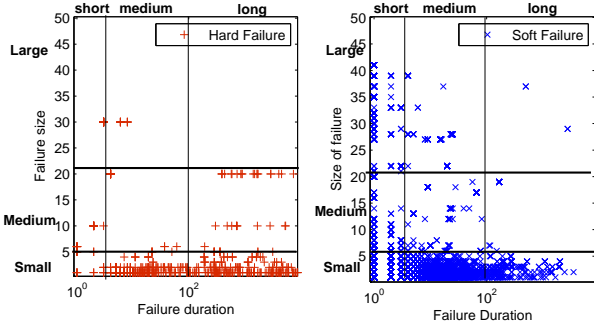 short medium long
Hard Failure
Large
Failure size
Medium
Small
50
45
40
35
30
25
20
15
10
5
10^0 10^2
Failure duration
short medium long
Soft Failure
Large
Size of failure
Medium
Small
50
45
40
35
30
25
20
15
10
5
0
10^0 10^2
Failure Duration